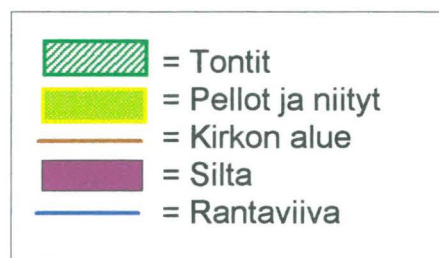 = Tontit
= Pellot ja niityt
= Kirkon alue
= Silta
= Rantaviiva